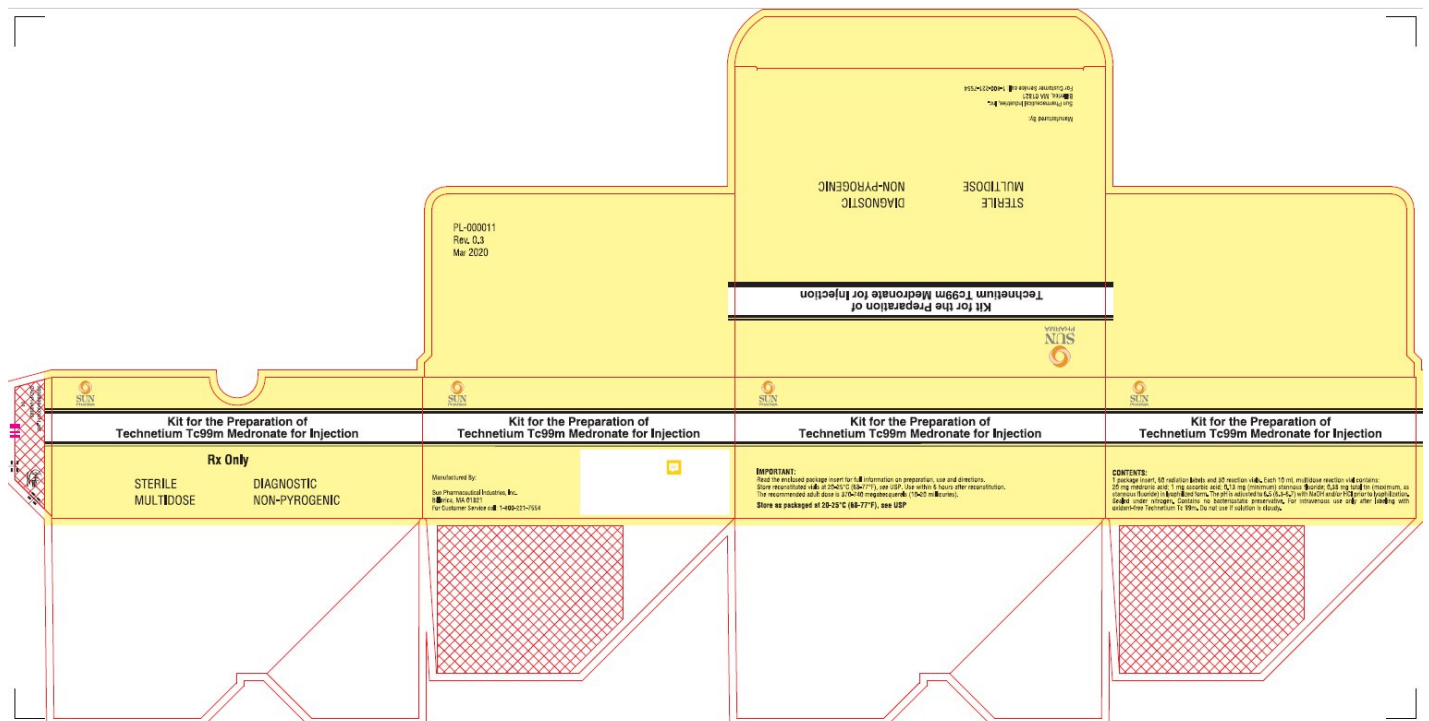 Manufactured By:
Sun Pharmaceutical Industries, Inc.
Billerica, MA 01821
For Customer Service call 1-400-221-7554
STERILE DIAGNOSTIC
MULTIDOSE NON-PYROGENIC
Kit for the Preparation of
Technetium Tc99m Medronate for Injection
SUN
PHARMA
PL-000011
Rev. 0.3
Mar 2020
SUN
PHARMA
Kit for the Preparation of
Technetium Tc99m Medronate for Injection
Rx Only
STERILE DIAGNOSTIC
MULTIDOSE NON-PYROGENIC
SUN
PHARMA
Kit for the Preparation of
Technetium Tc99m Medronate for Injection
Manufactured By:
Sun Pharmaceutical Industries, Inc.
Billerica, MA 01821
For Customer Service call 1-400-221-7554
SUN
PHARMA
Kit for the Preparation of
Technetium Tc99m Medronate for Injection
IMPORTANT:
Read the enclosed package insert for full information on preparation, use and directions.
Store reconstituted vials at 20-25°C (68-77°F), see USP. Use within 6 hours after reconstitution.
The recommended adult dose is 370-740 megabecquerels (10-20 millicuries).
Store as packaged at 20-25°C (68-77°F), see USP
SUN
PHARMA
Kit for the Preparation of
Technetium Tc99m Medronate for Injection
CONTENTS:
1 package insert, radiation labels and 30 reaction vials. Each 10 ml, multidose reaction vial contains:
20 mg medronic acid; 1 mg ascorbic acid; 0.13 mg (minimum) stannous fluoride; 0.38 mg total tin (maximum, as
stannous fluoride) in lyophilized form. The pH is adjusted to 6.5 (6.3-6.7) with NaOH and/or HCl prior to lyophilization.
Sealed under nitrogen. Contains no bacteriostatic preservative. For intravenous use only after labeling with
oxidant-free Technetium Tc 99m. Do not use if solution is cloudy.